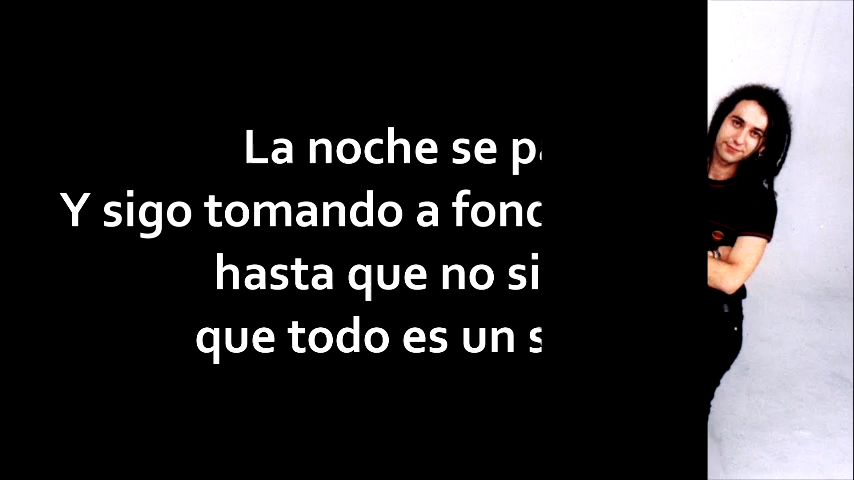 La noche se
Y sigo tomando a
hasta que no
que todo es un